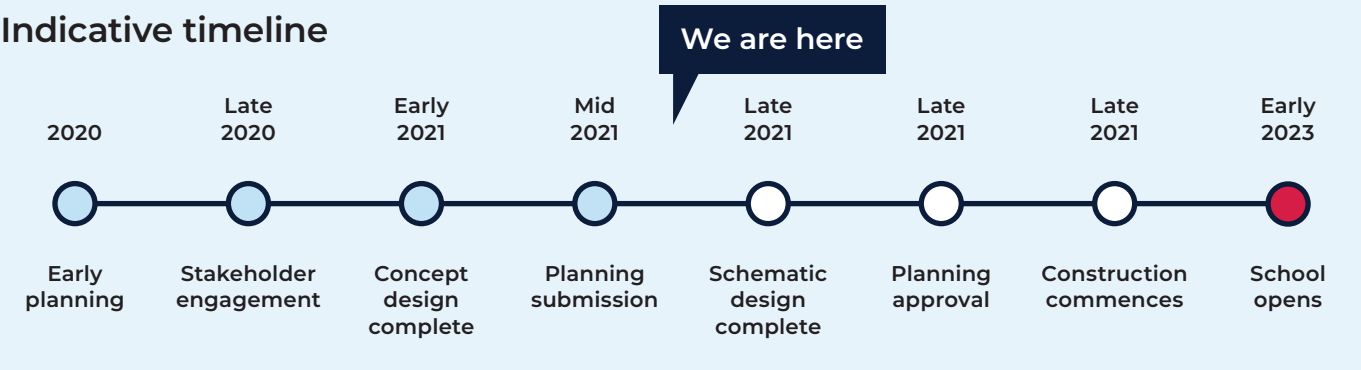 Indicative timeline
We are here
2020
Late
2020
Early
2021
Mid
2021
Late
2021
Late
2021
Late
2021
Early
2023
Early
planning
Stakeholder
engagement
Concept
design
complete
Planning
submission
Schematic
design
complete
Planning
approval
Construction
commences
School
opens